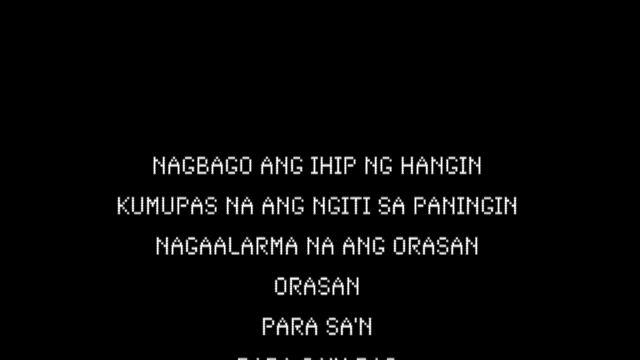 NAGBAGO ANG IHIP NG HANGIN
KUMUPAS NA ANG NGITI SA PANINGIN
NAGAALARMA NA ANG ORASAN
ORASAN
PARA SA'N